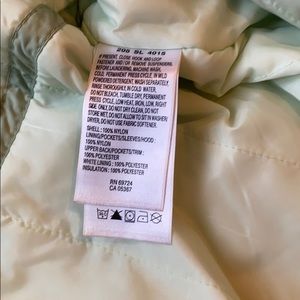 205 SL 4015
IF PRESENT, CLOSE HOOK AND LOOP
FASTENER AND/OR REMOVE SUSPENDERS,
BEFORE LAUNDERING, MACHINE WASH,
COLD, PERMANENT PRESS CYCLE, IN MILD
POWDERED DETERGENT, WASH SEPARATELY,
RINSE THOROUGHLY IN COLD WATER,
DO NOT BLEACH, TUMBLE DRY, PERMANENT
PRESS CYCLE, LOW HEAT, IRON, LOW, RIGHT
SIDE ONLY, DO NOT DRY CLEAN, DO NOT
STORE WET, DO NOT ALLOW TO SIT IN WASHER/
DRYER, DO NOT USE FABRIC SOFTENER.
SHELL : 100% NYLON
LINING/POCKETS/SLEEVES/HOOD :
100% NYLON
UPPER BACK/POCKETS/TRIM :
100% POLYESTER
WHITE LINING : 100% POLYESTER
INSULATION : 100% POLYESTER
RN 69724
CA 05367